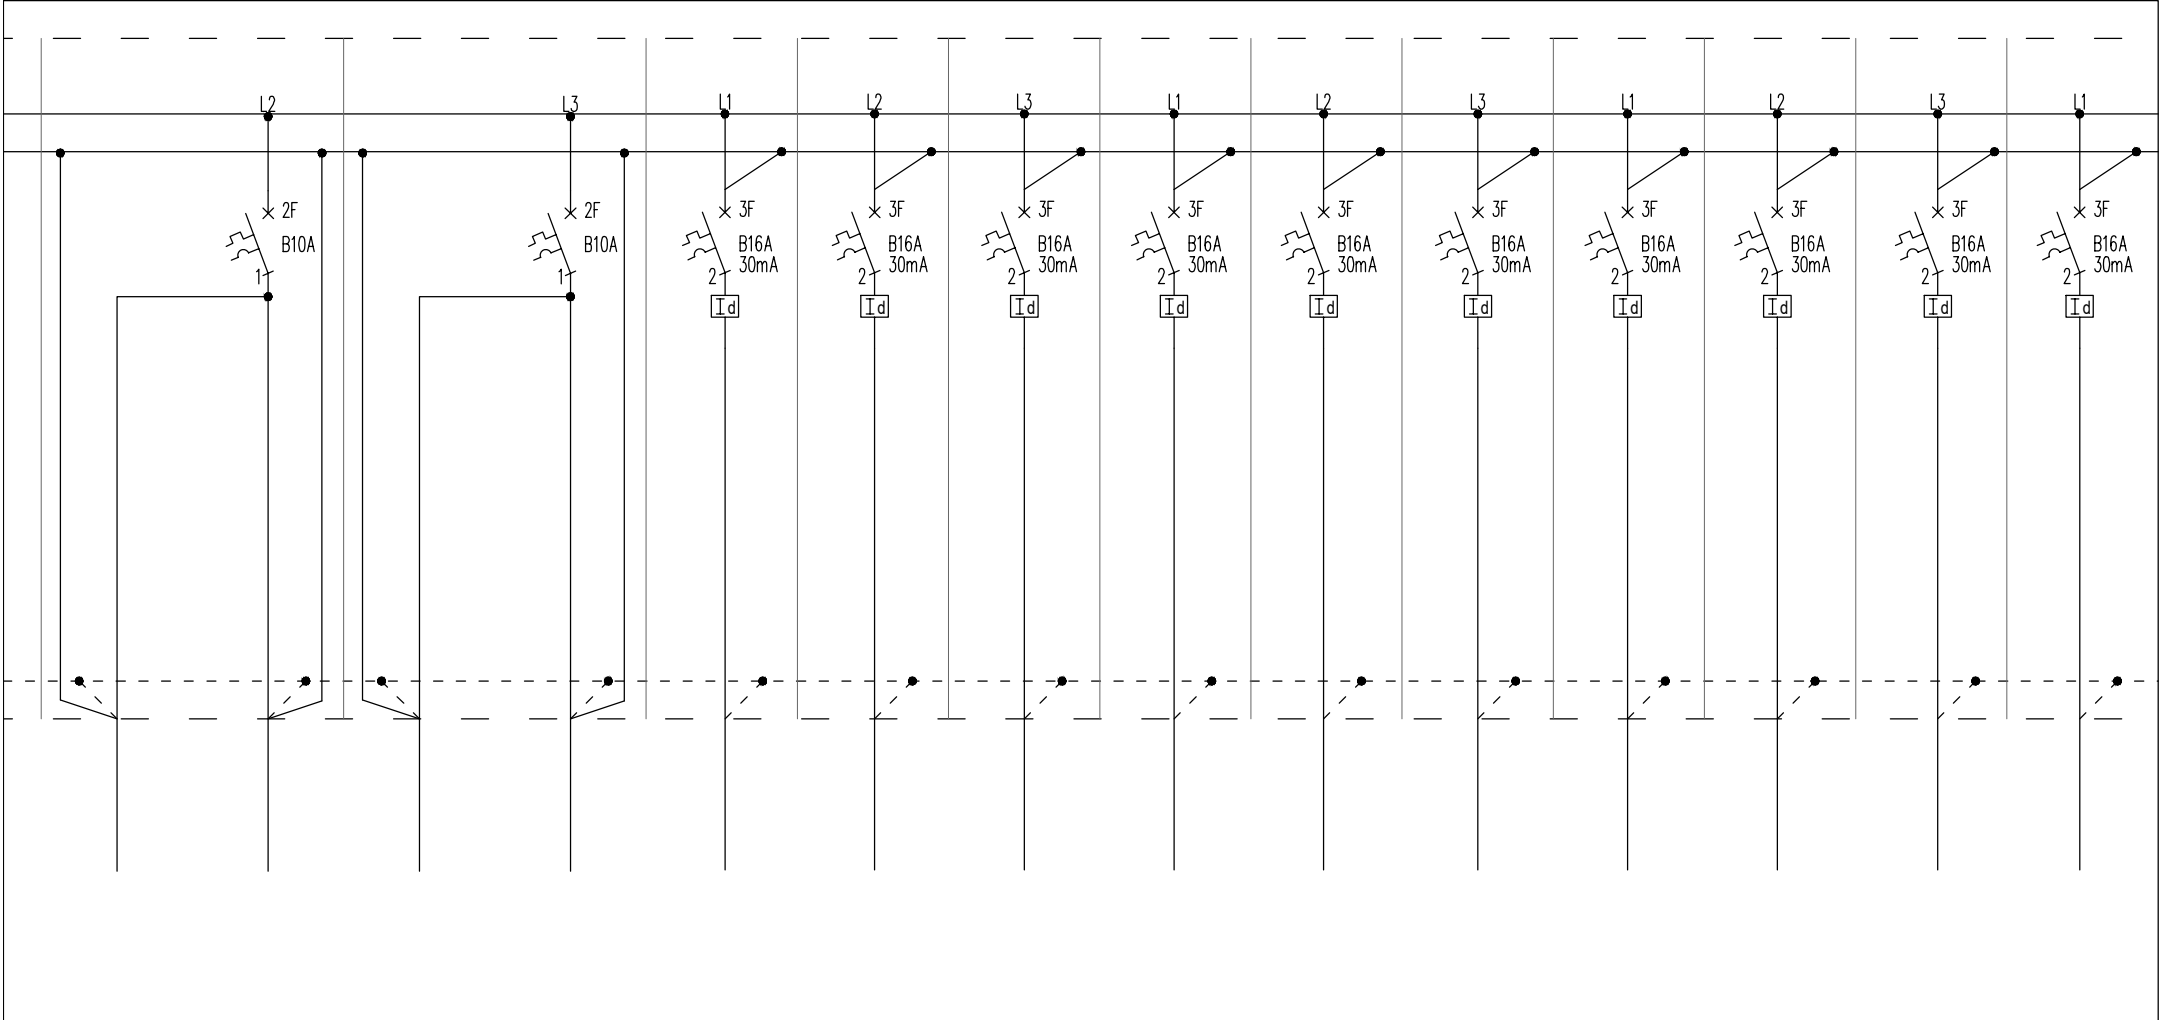 L2 L3 L1 L2 L3 L1 L2 L3 L1 L2 L3 L1
2F 2F 3F 3F 3F 3F 3F 3F 3F 3F 3F 3F
B10A B10A B16A B16A B16A B16A B16A B16A B16A B16A B16A B16A
30mA 30mA 30mA 30mA 30mA 30mA 30mA 30mA 30mA 30mA
1 1 2 2 2 2 2 2 2 2 2 2
Id Id Id Id Id Id Id Id Id Id